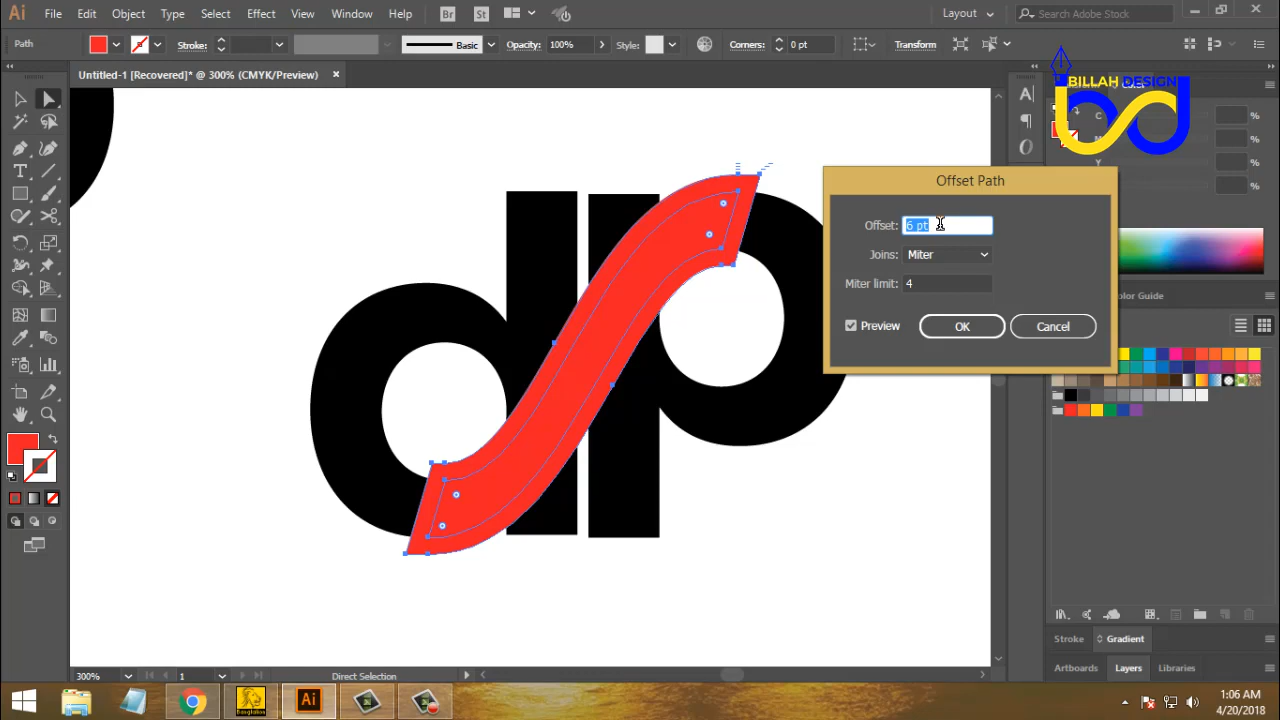 Ai File Edit Object Type Select Effect View Window Help Br St Layout Search Adobe Stock
Path Stroke: Basic Opacity: 100% Style: Corners: 0 pt Transform
Untitled-1 [Recovered]* @ 300% (CMYK/Preview) ×
BILLAH DESIGN
C %
%
Y %
%
Offset Path
Offset: 6 pt
Joins: Miter
Miter limit: 4
Preview OK Cancel
olor Guide
dp
Stroke Gradient
Artboards Layers Libraries
300% 1 Direct Selection
Ai
1:06 AM
4/20/2018